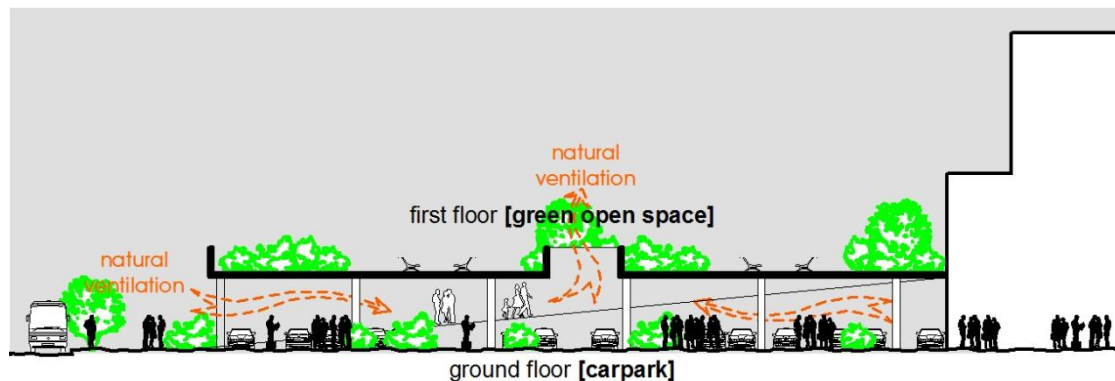 natural
ventilation
first floor [green open space]
natural
ventilation
ground floor [carpark]